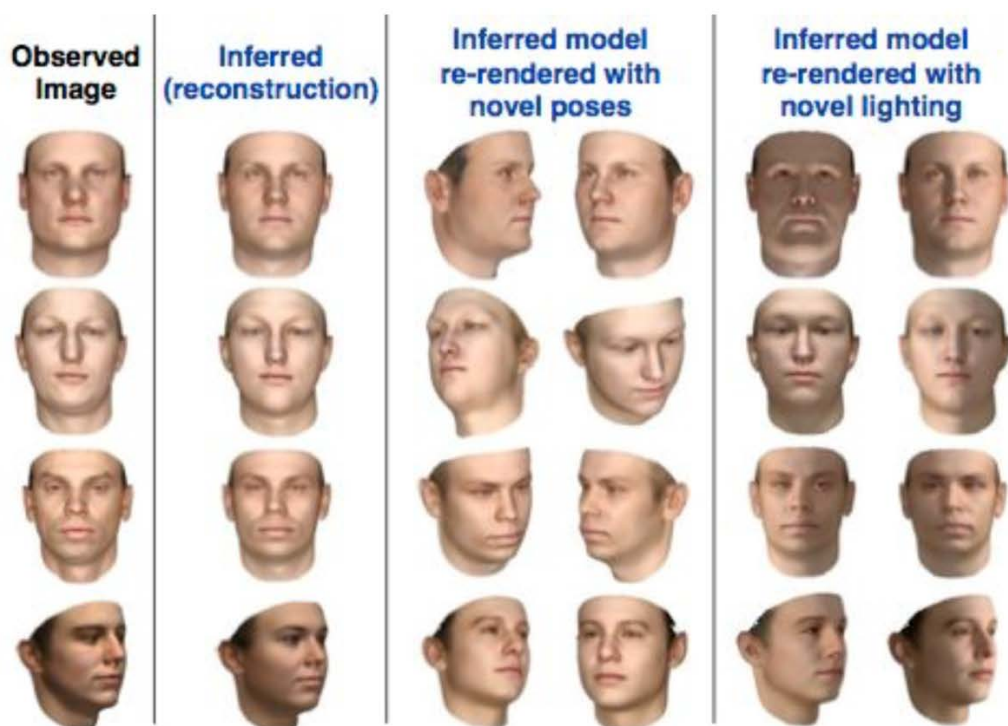 Observed
Image
Inferred
(reconstruction)
Inferred model
re-rendered with
novel poses
Inferred model
re-rendered with
novel lighting